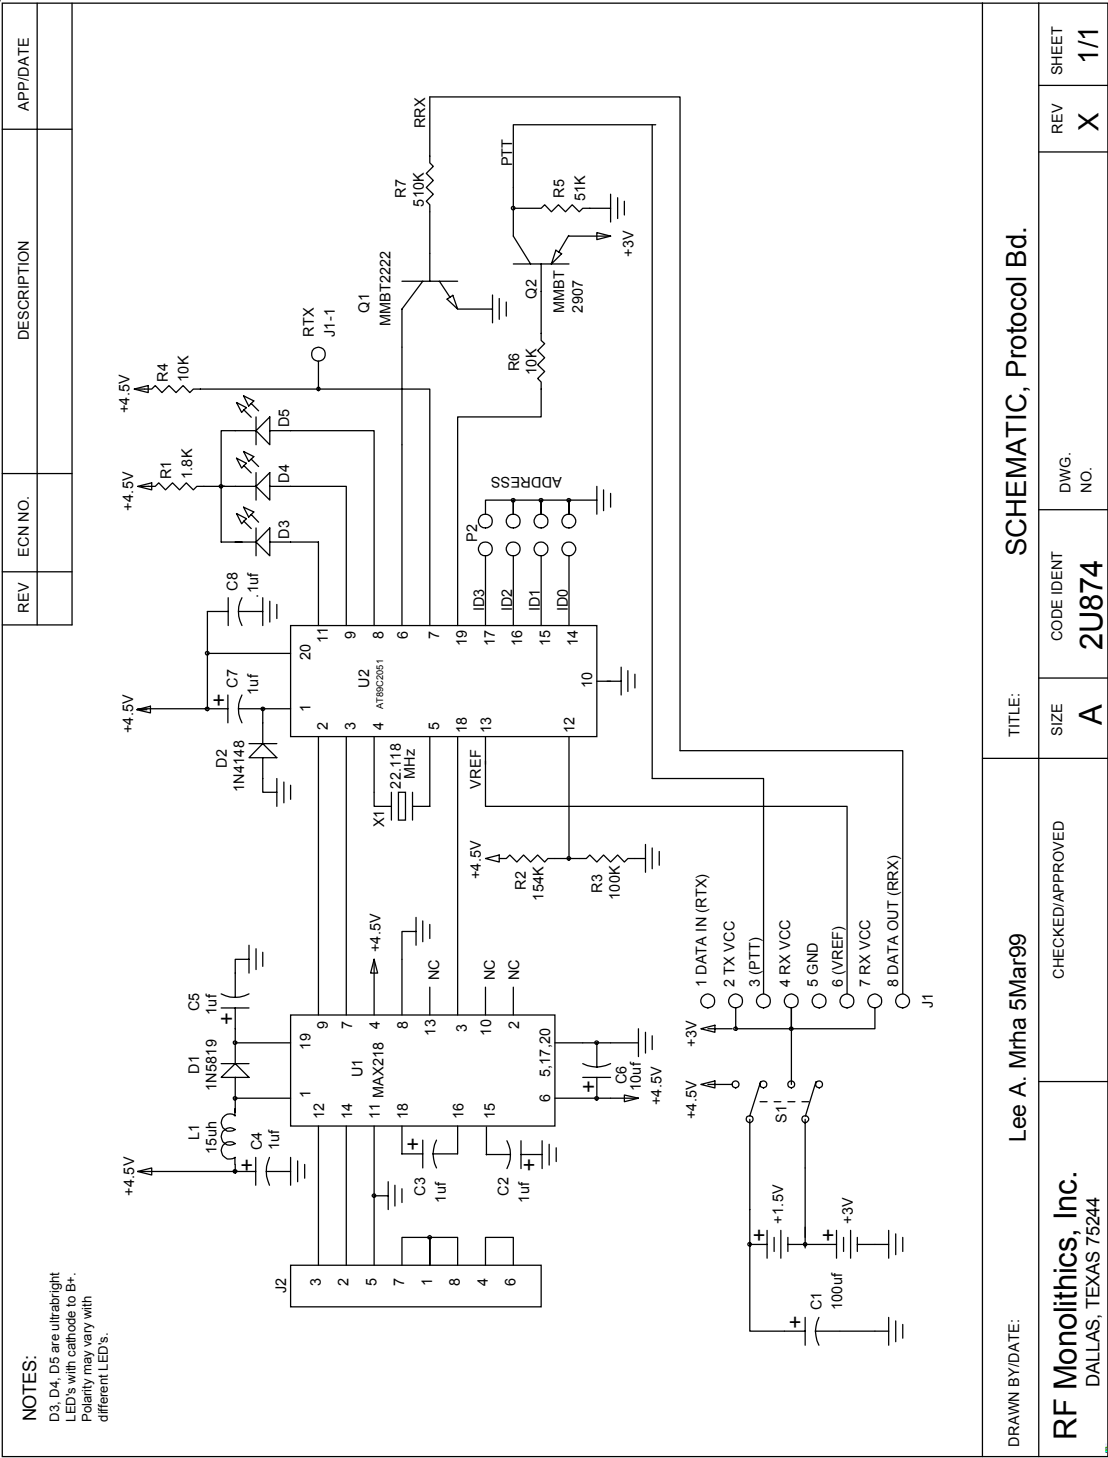 NOTES:
D3, D4, D5 are ultrabright
LED's with cathode to B+.
Polarity may vary with
different LED's.
REV
ECN NO.
DESCRIPTION
APP/DATE
+4.5V
L1
15uh
C4
1uf
+
D1
1N5819
C5
1uf
+
1
19
12
14
11
18
16
15
6
U1
MAX218
9
7
4
8
13
3
10
2
5,17,20
+4.5V
NC
NC
NC
C3
1uf
+
C2
1uf
+
C6
10uf
+
+4.5V
J2
3
2
5
7
1
8
4
6
+4.5V
D2
1N4148
C7
1uf
+
C8
.1uf
1
20
2
3
4
5
18
13
12
10
U2
AT89C2051
11
9
8
6
7
19
17
16
15
14
X1
22.118
MHz
VREF
+4.5V
R2
154K
R3
100K
+4.5V
R1
1.8K
D3
D4
D5
+4.5V
R4
10K
RTX
J1-1
Q1
MMBT2222
R7
510K
RRX
R6
10K
Q2
MMBT
2907
PTT
R5
51K
+3V
ID3
ID2
ID1
ID0
P2
ADDRESS
C1
100uf
+
+
+1.5V
+
+3V
S1
+4.5V
+3V
1 DATA IN (RTX)
2 TX VCC
3 (PTT)
4 RX VCC
5 GND
6 (VREF)
7 RX VCC
8 DATA OUT (RRX)
J1
DRAWN BY/DATE:
Lee A. Mrha 5Mar99
TITLE:
SCHEMATIC, Protocol Bd.
RF Monolithics, Inc.
DALLAS, TEXAS 75244
CHECKED/APPROVED
SIZE
A
CODE IDENT
2U874
DWG.
NO.
REV
X
SHEET
1/1